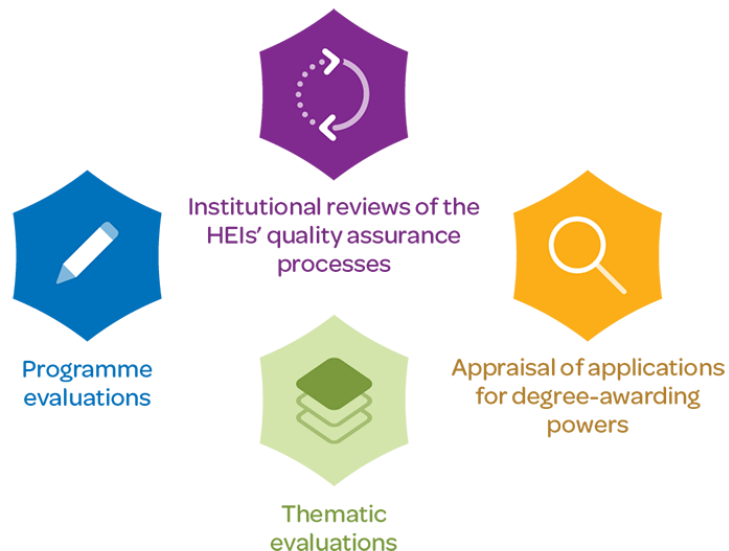 Institutional reviews of the
HEIs’ quality assurance
processes
Programme
evaluations
Appraisal of applications
for degree-awarding
powers
Thematic
evaluations